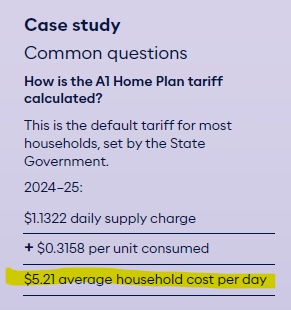 Case study
Common questions
How is the A1 Home Plan tariff
calculated?
This is the default tariff for most
households, set by the State
Government.
2024–25:
$1.1322 daily supply charge
+ $0.3158 per unit consumed
$5.21 average household cost per day